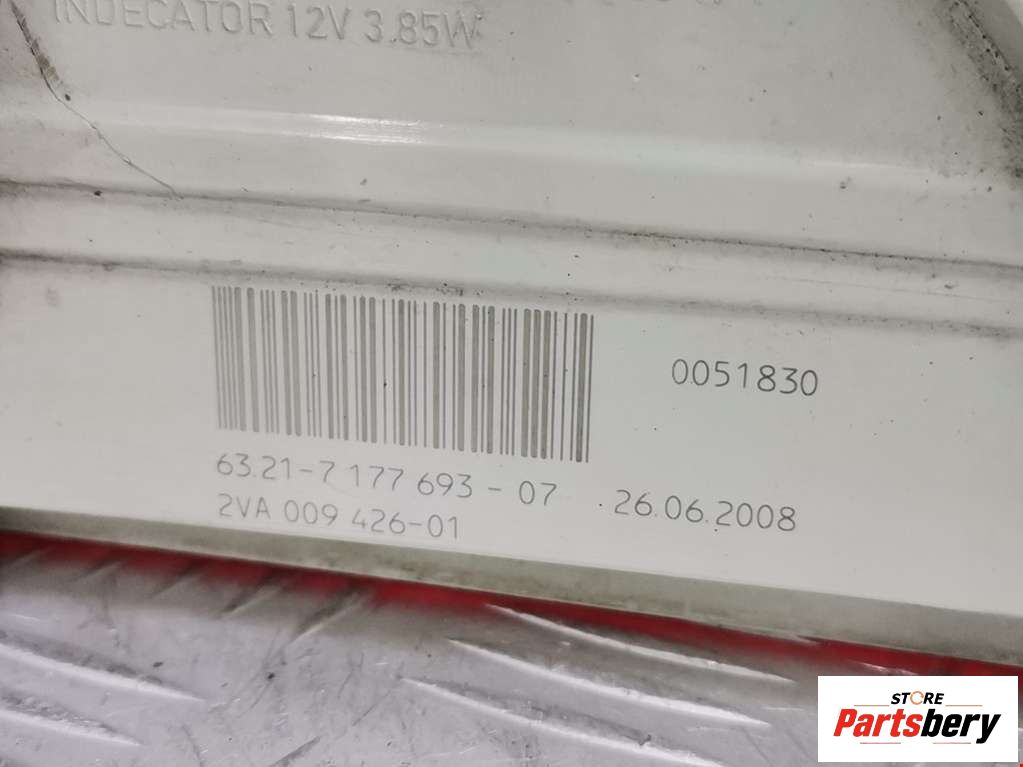 INDECATOR 12V 3.85W
0051830
63.21-7 177 693-07 . 26.06.2008
2VA 009 426-01
STORE
Partsbery